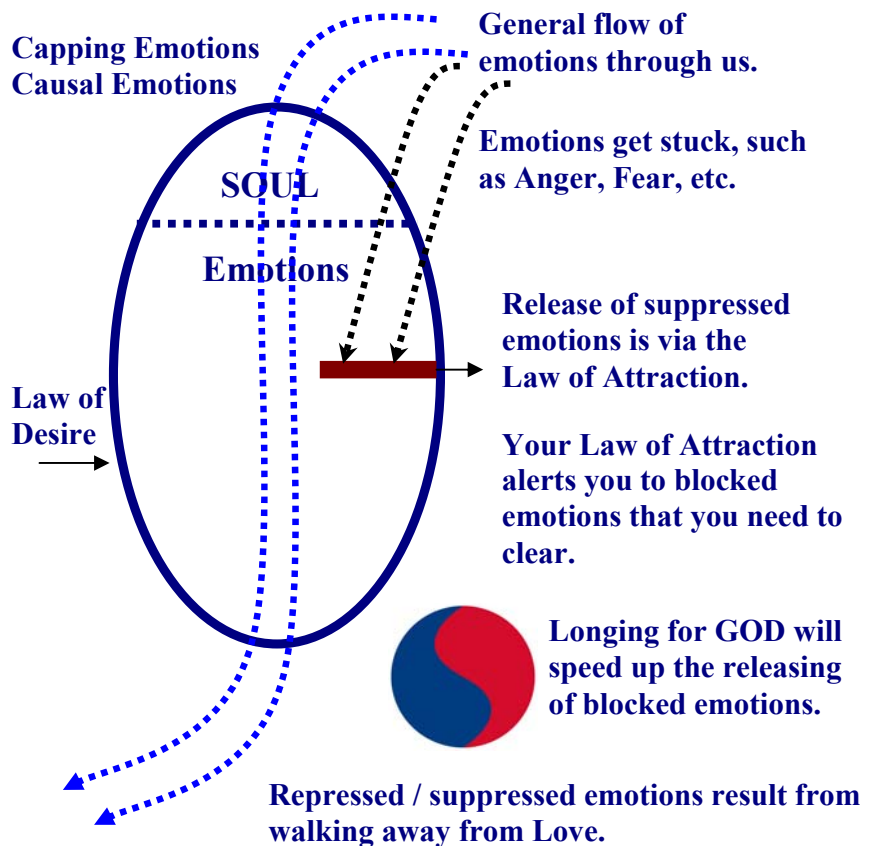 Capping Emotions
Causal Emotions
General flow of
emotions through us.
Emotions get stuck, such
as Anger, Fear, etc.
SOUL
Emotions
Release of suppressed
emotions is via the
Law of Attraction.
Law of
Desire
Your Law of Attraction
alerts you to blocked
emotions that you need to
clear.
Longing for GOD will
speed up the releasing
of blocked emotions.
Repressed / suppressed emotions result from
walking away from Love.